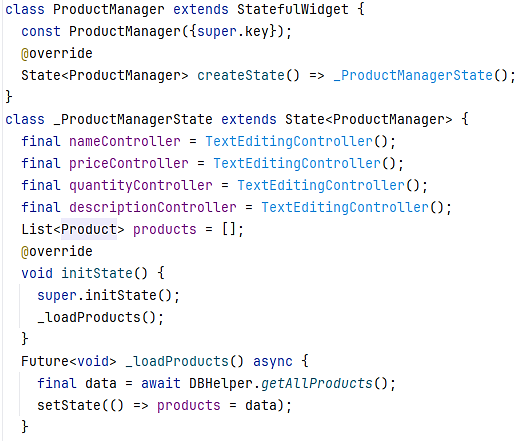 class ProductManager extends StatefulWidget {
  const ProductManager({super.key});
  @override
  State<ProductManager> createState() => _ProductManagerState();
}
class _ProductManagerState extends State<ProductManager> {
  final nameController = TextEditingController();
  final priceController = TextEditingController();
  final quantityController = TextEditingController();
  final descriptionController = TextEditingController();
  List<Product> products = [];
  @override
  void initState() {
    super.initState();
    _loadProducts();
  }
  Future<void> _loadProducts() async {
    final data = await DBHelper.getAllProducts();
    setState(() => products = data);
  }